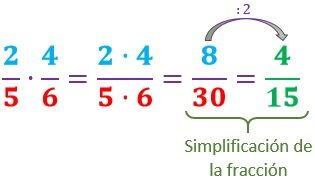 : 2
2/5 · 4/6 = 2 · 4/5 · 6 = 8/30 = 4/15
Simplificación de
la fracción